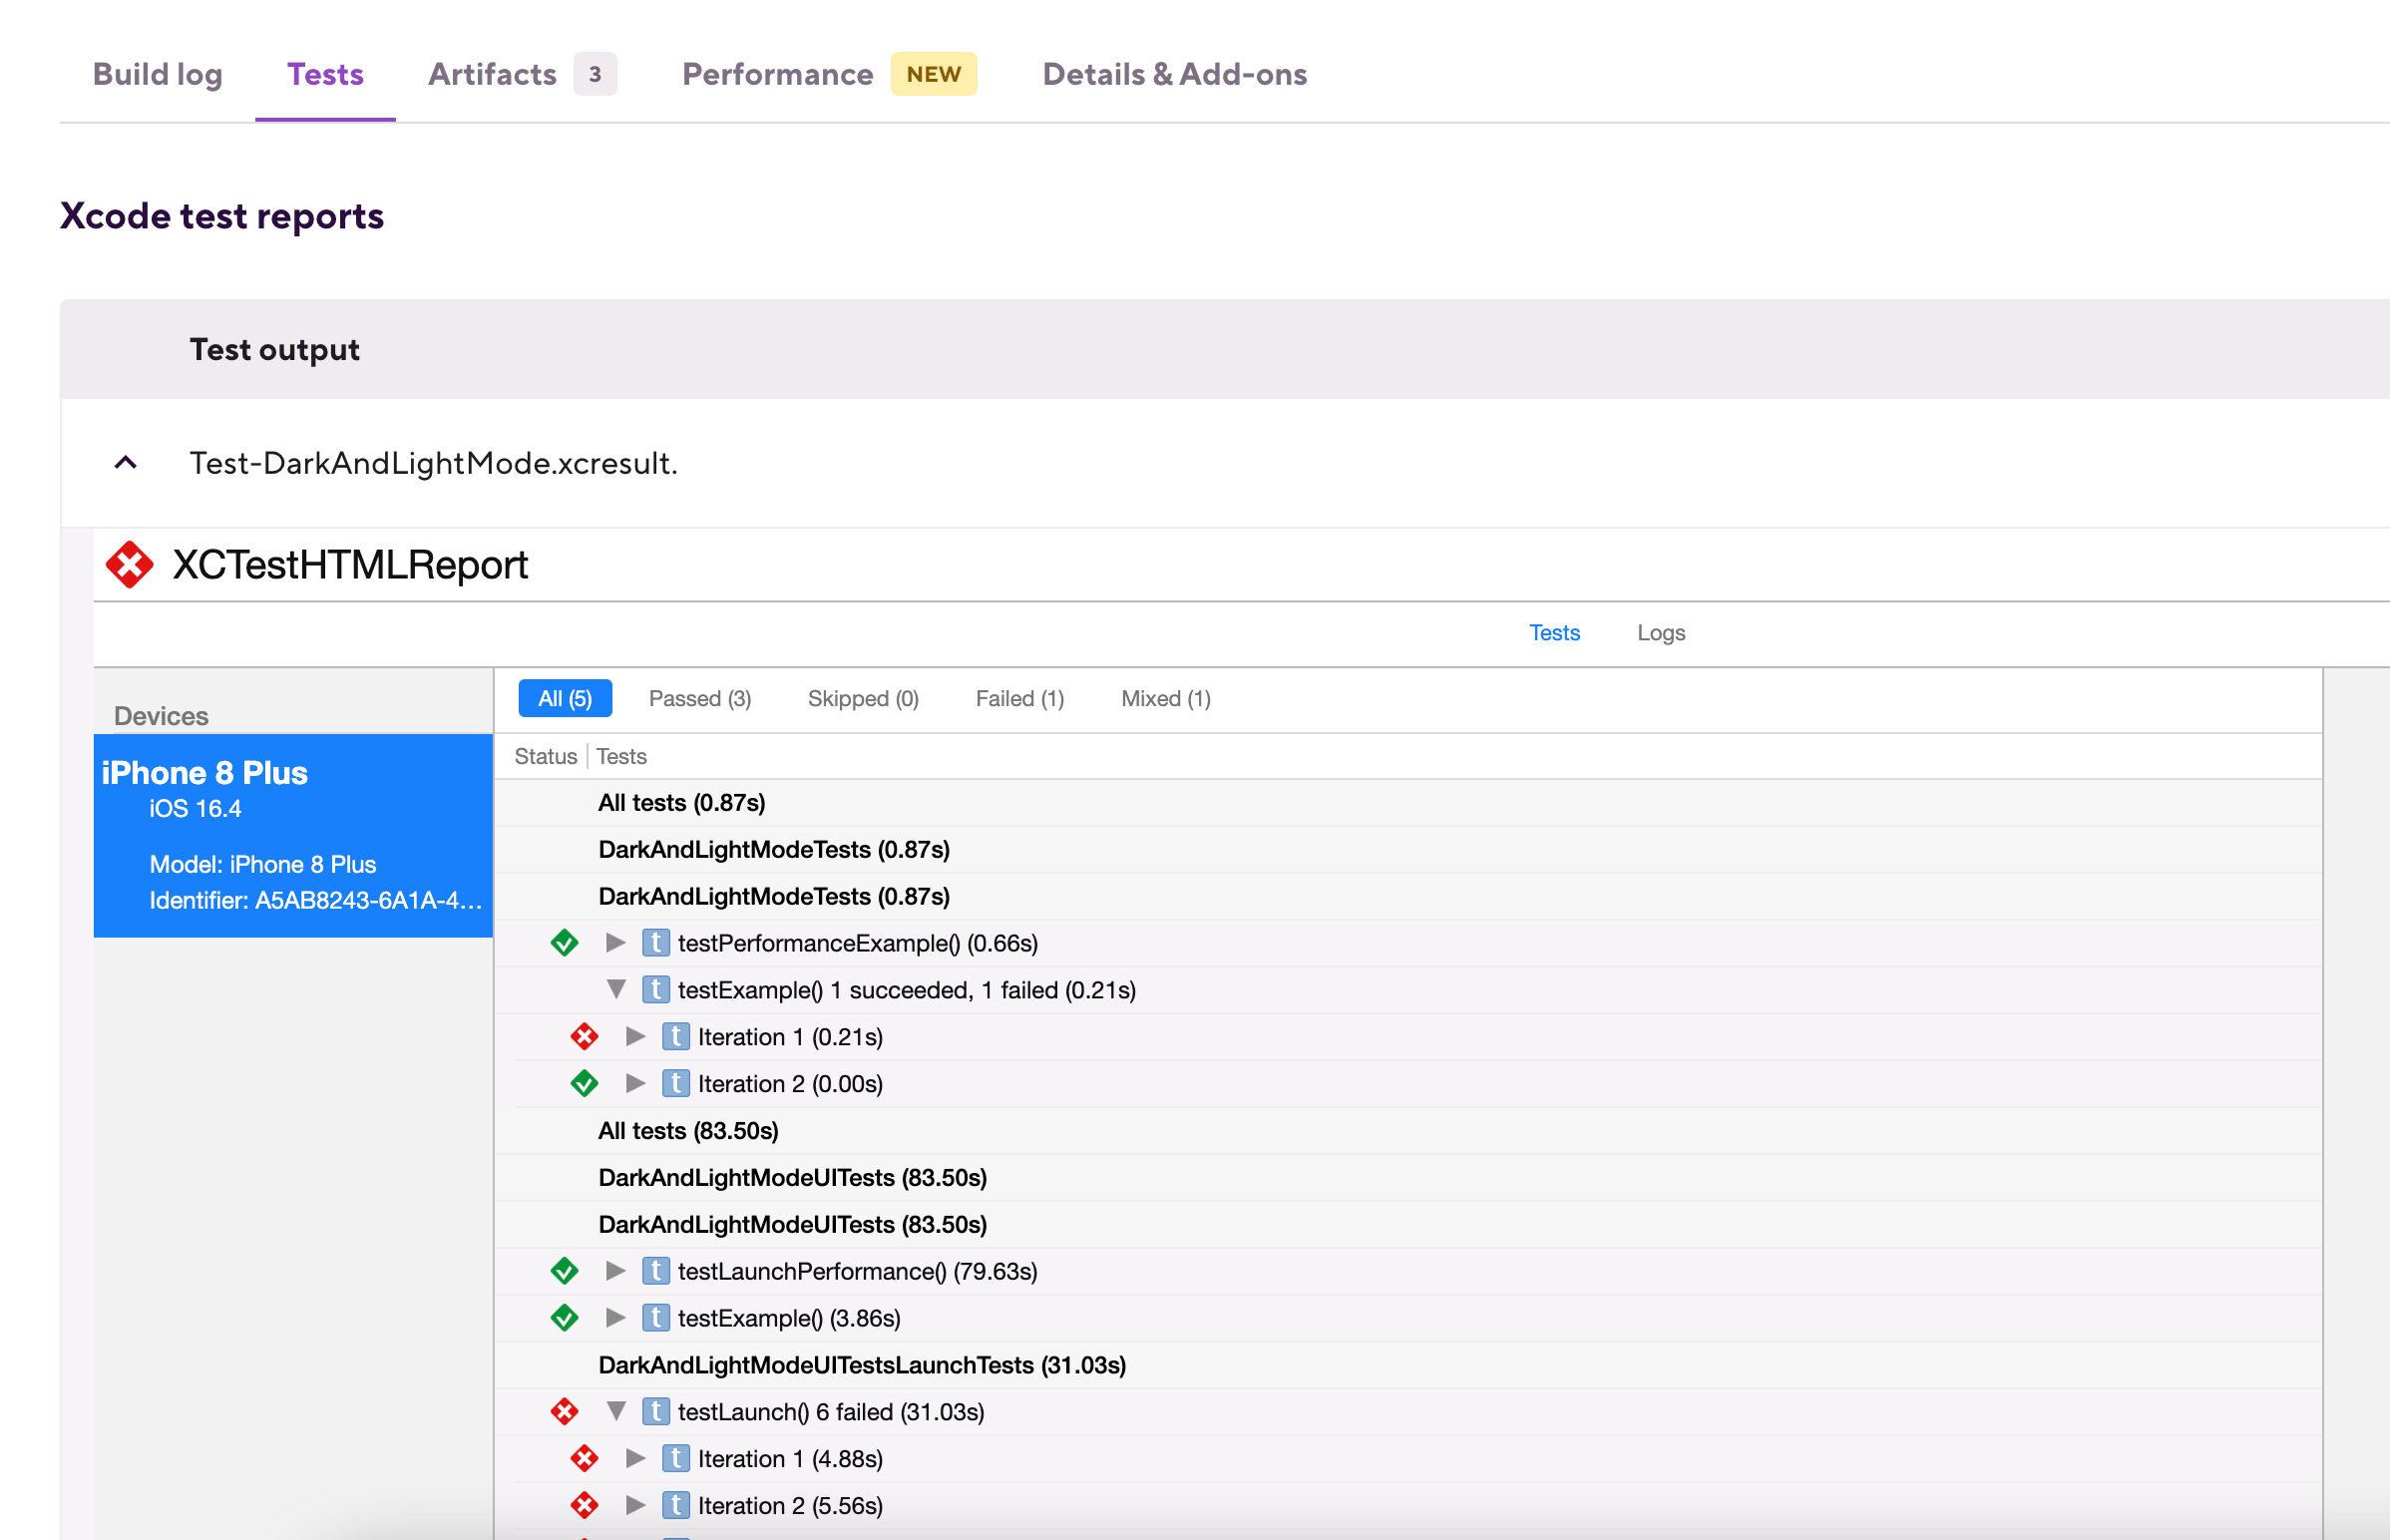 Build log Tests Artifacts 3 Performance NEW Details & Add-ons
Xcode test reports
Test output
Test-DarkAndLightMode.xcresult.
XCTestHTMLReport
Tests Logs
Devices
iPhone 8 Plus
iOS 16.4
Model: iPhone 8 Plus
Identifier: A5AB8243-6A1A-4...
All (5) Passed (3) Skipped (0) Failed (1) Mixed (1)
Status Tests
All tests (0.87s)
DarkAndLightModeTests (0.87s)
DarkAndLightModeTests (0.87s)
t testPerformanceExample() (0.66s)
t testExample() 1 succeeded, 1 failed (0.21s)
t Iteration 1 (0.21s)
t Iteration 2 (0.00s)
All tests (83.50s)
DarkAndLightModeUITests (83.50s)
DarkAndLightModeUITests (83.50s)
t testLaunchPerformance() (79.63s)
t testExample() (3.86s)
DarkAndLightModeUITestsLaunchTests (31.03s)
t testLaunch() 6 failed (31.03s)
t Iteration 1 (4.88s)
t Iteration 2 (5.56s)